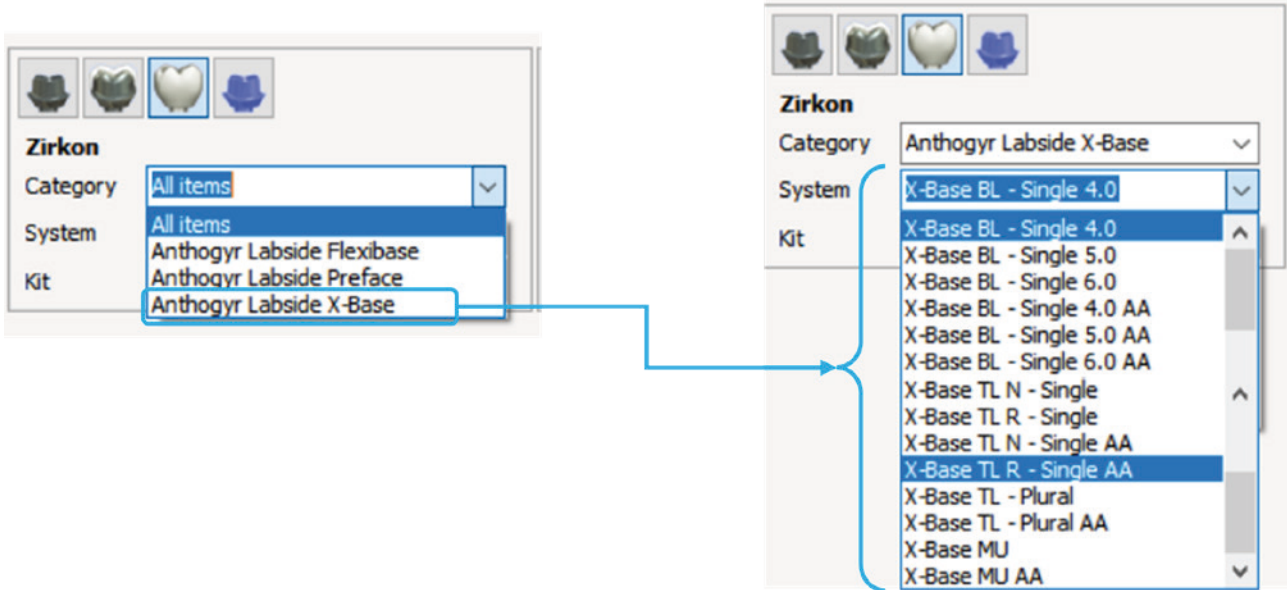 Zirkon
Category All items
System
Kit
All items
Anthogyr Labside Flexibase
Anthogyr Labside Preface
Anthogyr Labside X-Base
Zirkon
Category Anthogyr Labside X-Base
System X-Base BL - Single 4.0
Kit
X-Base BL - Single 4.0
X-Base BL - Single 5.0
X-Base BL - Single 6.0
X-Base BL - Single 4.0 AA
X-Base BL - Single 5.0 AA
X-Base BL - Single 6.0 AA
X-Base TL N - Single
X-Base TL R - Single
X-Base TL N - Single AA
X-Base TL R - Single AA
X-Base TL - Plural
X-Base TL - Plural AA
X-Base MU
X-Base MU AA